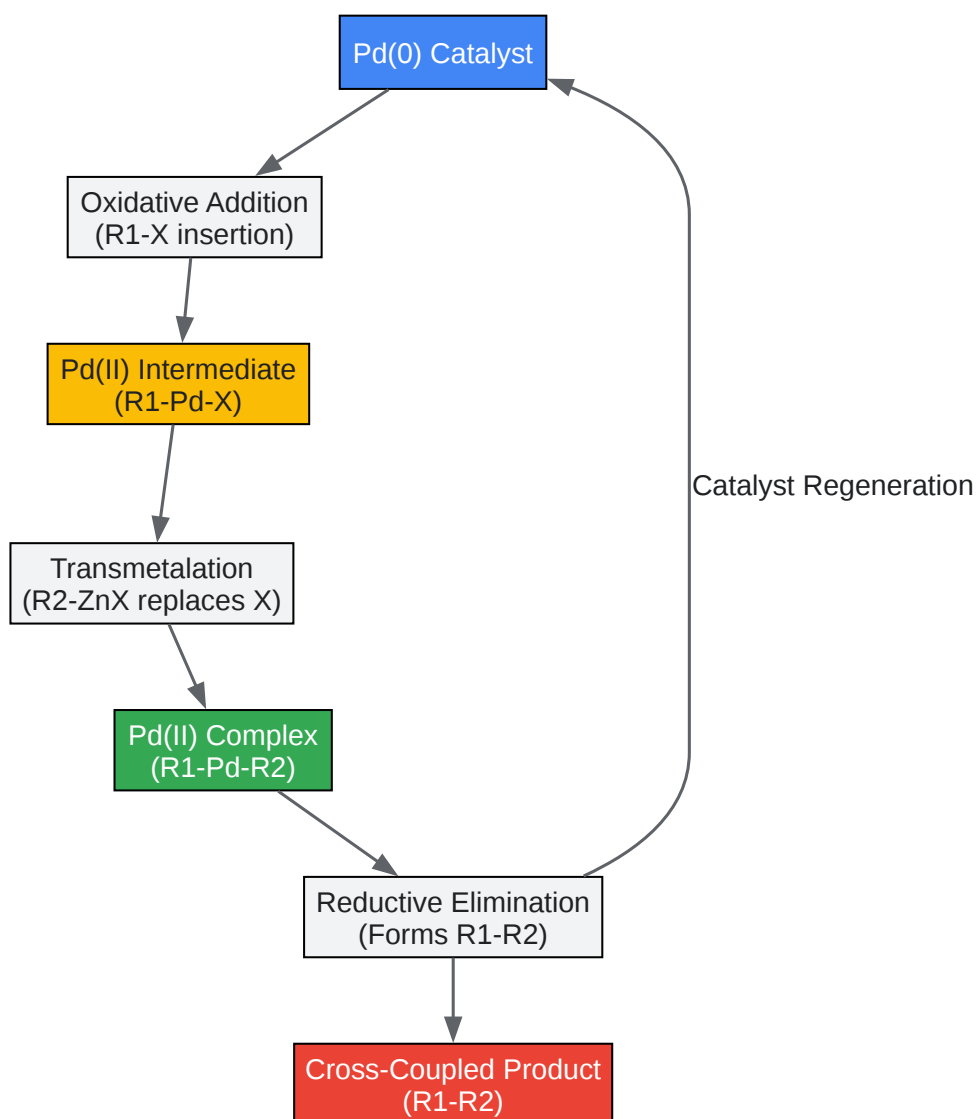 Pd(0) Catalyst
Oxidative Addition
(R1-X insertion)
Pd(II) Intermediate
(R1-Pd-X)
Catalyst Regeneration
Transmetalation
(R2-ZnX replaces X)
Pd(II) Complex
(R1-Pd-R2)
Reductive Elimination
(Forms R1-R2)
Cross-Coupled Product
(R1-R2)